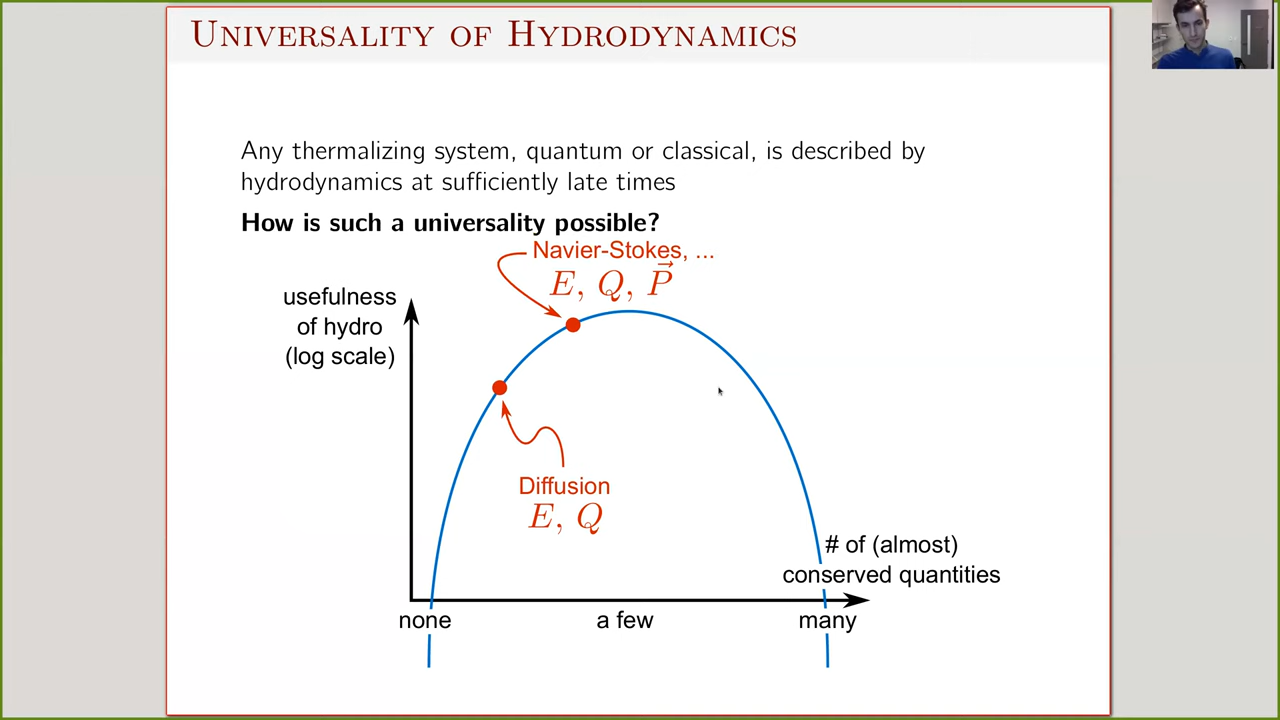 Universality of Hydrodynamics
Any thermalizing system, quantum or classical, is described by
hydrodynamics at sufficiently late times
How is such a universality possible?
Navier-Stokes, ...
E, Q, P⃗
usefulness
of hydro
(log scale)
Diffusion
E, Q
# of (almost)
conserved quantities
none
a few
many